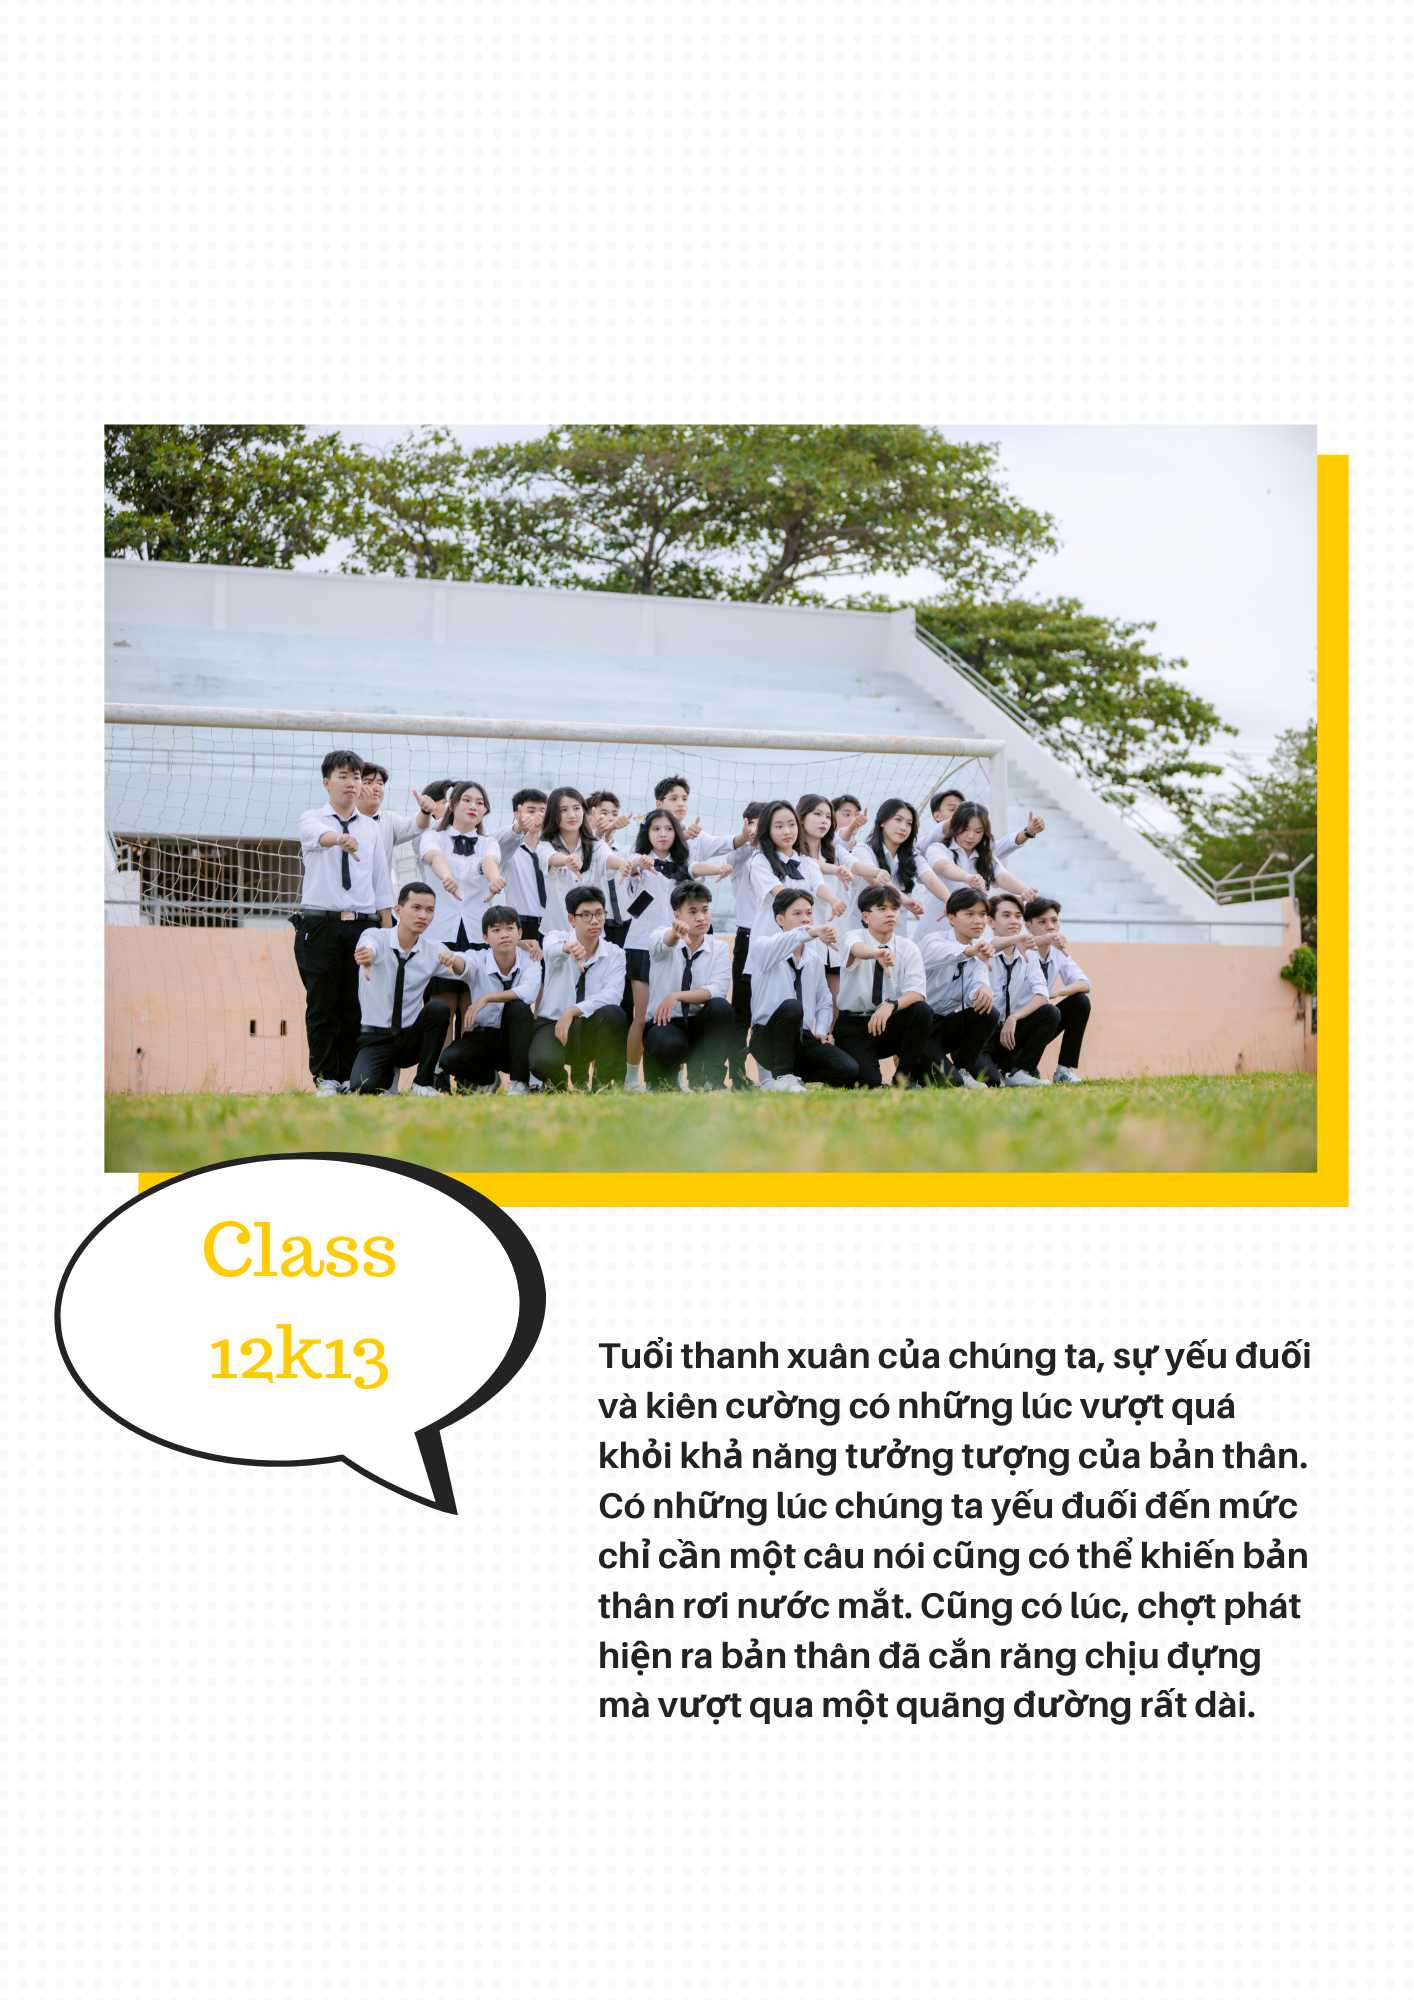 Class
12k13
Tuổi thanh xuân của chúng ta, sự yếu đuối
và kiên cường có những lúc vượt quá
khỏi khả năng tưởng tượng của bản thân.
Có những lúc chúng ta yếu đuối đến mức
chỉ cần một câu nói cũng có thể khiến bản
thân rơi nước mắt. Cũng có lúc, chợt phát
hiện ra bản thân đã cắn răng chịu đựng
mà vượt qua một quãng đường rất dài.